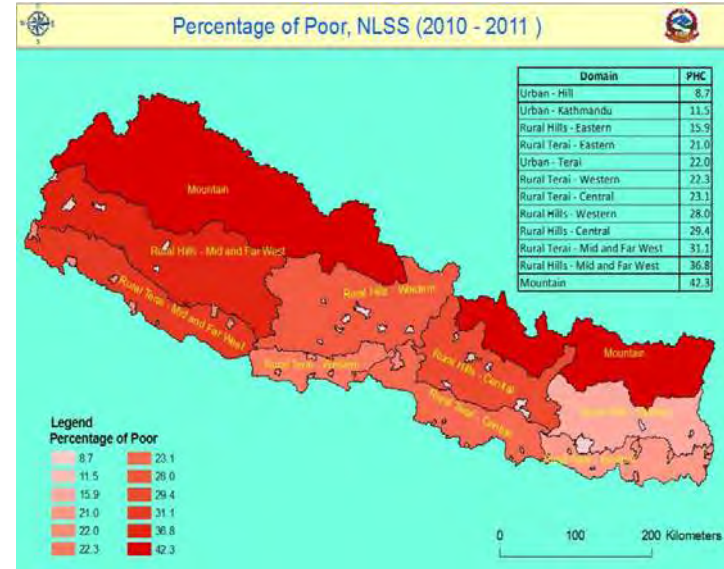 Percentage of Poor, NLSS (2010 - 2011 )
Domain PHC
Urban - Hill 8.7
Urban - Kathmandu 11.5
Rural Hills - Eastern 15.9
Rural Terai - Eastern 21.0
Urban - Terai 22.0
Rural Terai - Western 22.3
Rural Terai - Central 23.1
Rural Hills - Western 28.0
Rural Hills - Central 29.4
Rural Terai - Mid and Far West 31.1
Rural Hills - Mid and Far West 36.8
Mountain 42.3
Mountain
Rural Hills - Mid and Far West
Rural Terai - Mid and Far West
Rural Hills - Western
Rural Terai - Western
Rural Hills - Central
Rural Terai - Central
Mountain
Legend
Percentage of Poor
8.7 23.1
11.5 28.0
15.9 29.4
21.0 31.1
22.0 36.8
22.3 42.3
0 100 200 Kilometers